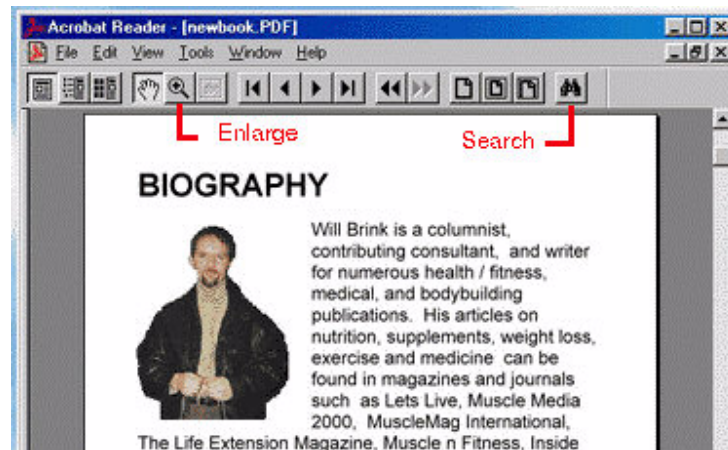 Acrobat Reader - [newbook.PDF]
File Edit View Tools Window Help
Enlarge
Search
BIOGRAPHY
Will Brink is a columnist,
contributing consultant, and writer
for numerous health / fitness,
medical, and bodybuilding
publications. His articles on
nutrition, supplements, weight loss,
exercise and medicine can be
found in magazines and journals
such as Lets Live, Muscle Media
2000, MuscleMag International,
The Life Extension Magazine, Muscle n Fitness, Inside